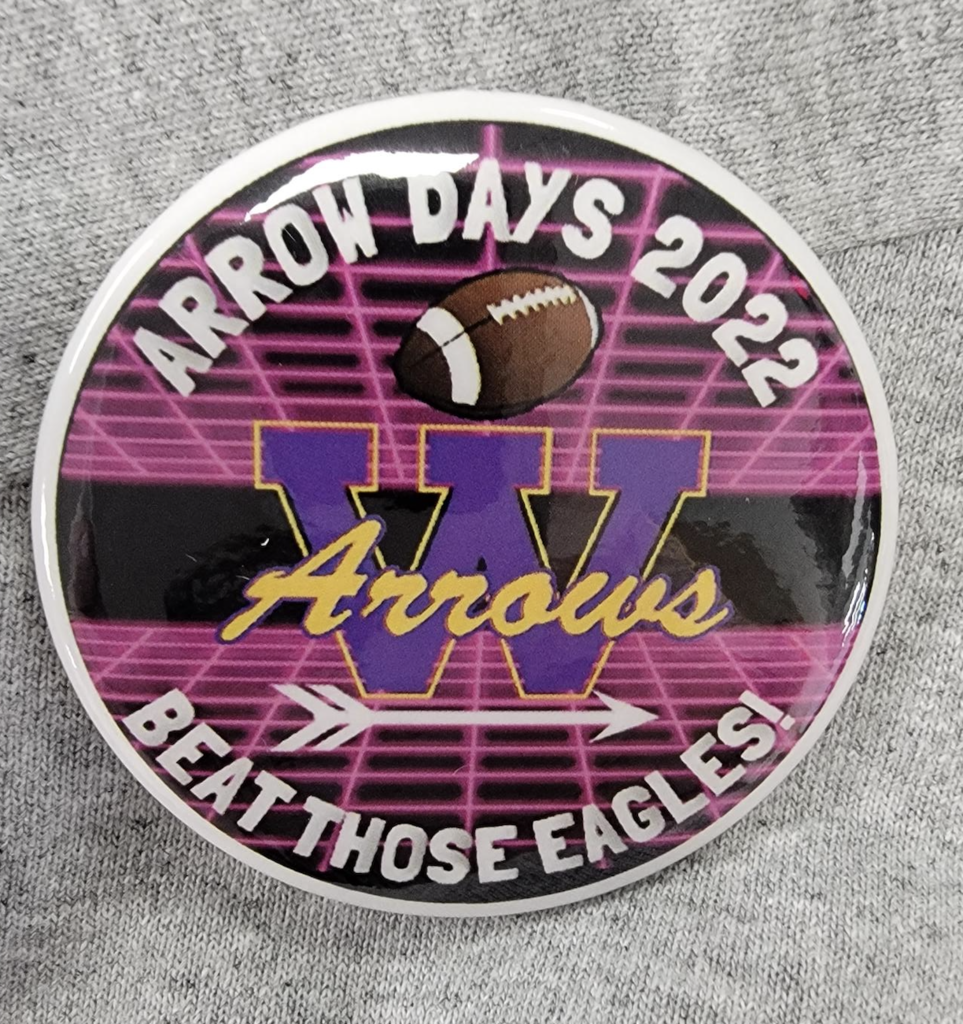 ARROW DAYS 2022
W
Arrows
BEAT THOSE EAGLES!